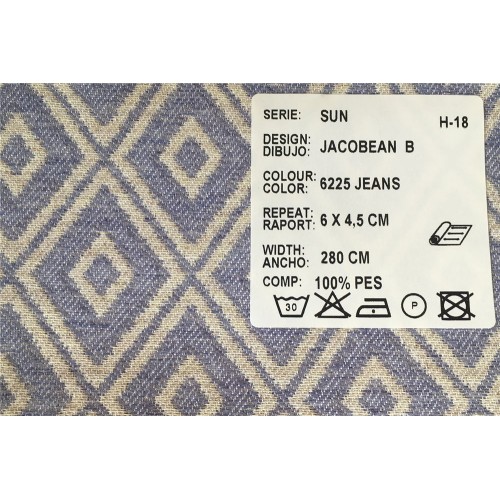 SERIE: SUN H-18
DESIGN:
DIBUJO: JACOBEAN B
COLOUR:
COLOR: 6225 JEANS
REPEAT:
RAPORT: 6 X 4,5 CM
WIDTH:
ANCHO: 280 CM
COMP: 100% PES
30 P